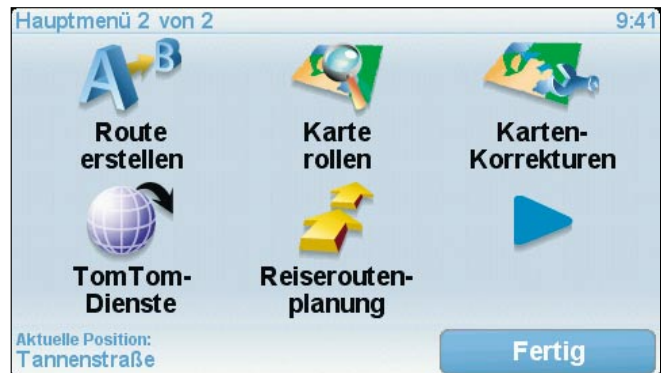 Hauptmenü 2 von 2 9:41
A B
Route
erstellen
Karte
rollen
Karten-
Korrekturen
TomTom-
Dienste
Reiserouten-
planung
Aktuelle Position:
Tannenstraße
Fertig